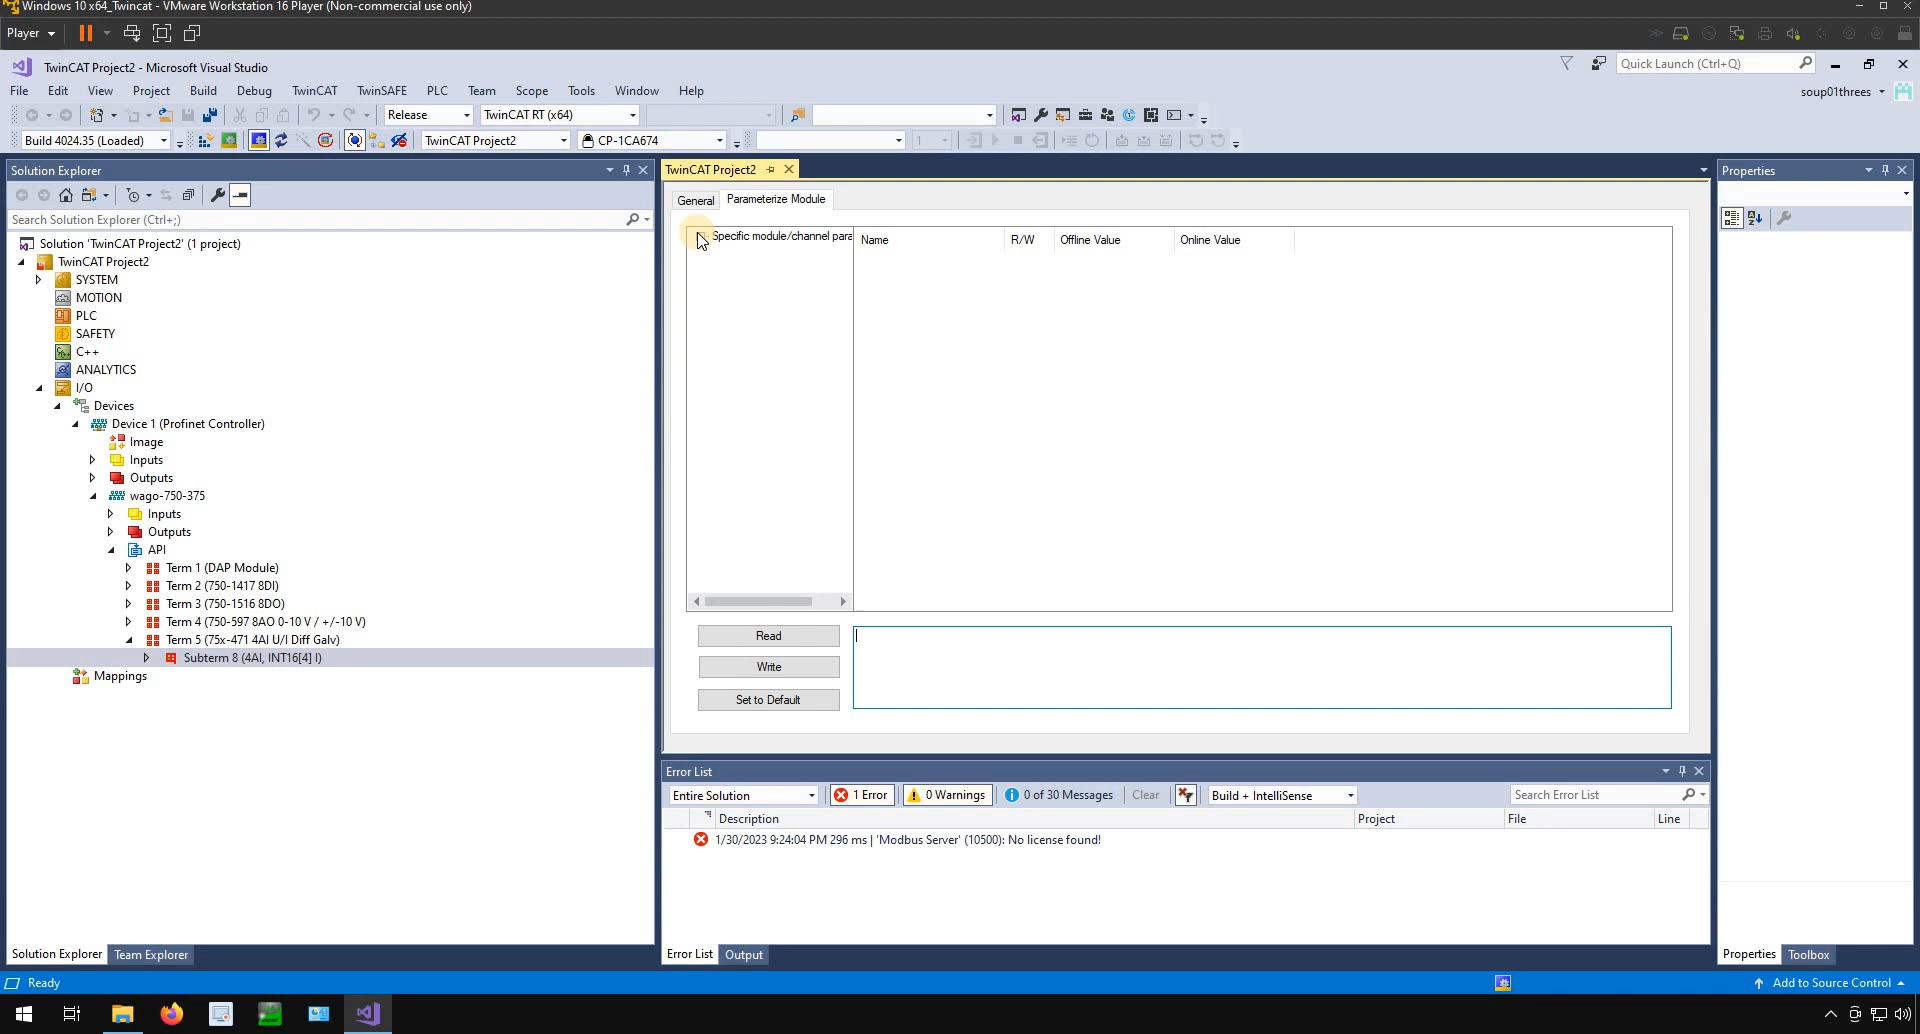 Windows 10 x64_Twincat - VMware Workstation 16 Player (Non-commercial use only)
Player
TwinCAT Project2 - Microsoft Visual Studio
Quick Launch (Ctrl+Q)
File Edit View Project Build Debug TwinCAT TwinSAFE PLC Team Scope Tools Window Help
soup01threes
Release TwinCAT RT (x64)
Build 4024.35 (Loaded) TwinCAT Project2 CP-1CA674 1
Solution Explorer
Search Solution Explorer (Ctrl+;)
Solution 'TwinCAT Project2' (1 project)
TwinCAT Project2
SYSTEM
MOTION
PLC
SAFETY
C++
ANALYTICS
I/O
Devices
Device 1 (Profinet Controller)
Image
Inputs
Outputs
wago-750-375
Inputs
Outputs
API
Term 1 (DAP Module)
Term 2 (750-1417 8DI)
Term 3 (750-1516 8DO)
Term 4 (750-597 8AO 0-10 V / +/-10 V)
Term 5 (75x-471 4AI U/I Diff Galv)
Subterm 8 (4AI, INT16[4] I)
Mappings
Solution Explorer Team Explorer
TwinCAT Project2
General Parameterize Module
Specific module/channel para
Name R/W Offline Value Online Value
Read
Write
Set to Default
Error List
Entire Solution 1 Error 0 Warnings 0 of 30 Messages Clear Build + IntelliSense Search Error List
Description Project File Line
1/30/2023 9:24:04 PM 296 ms | 'Modbus Server' (10500): No license found!
Error List Output
Properties
Properties Toolbox
Ready
Add to Source Control